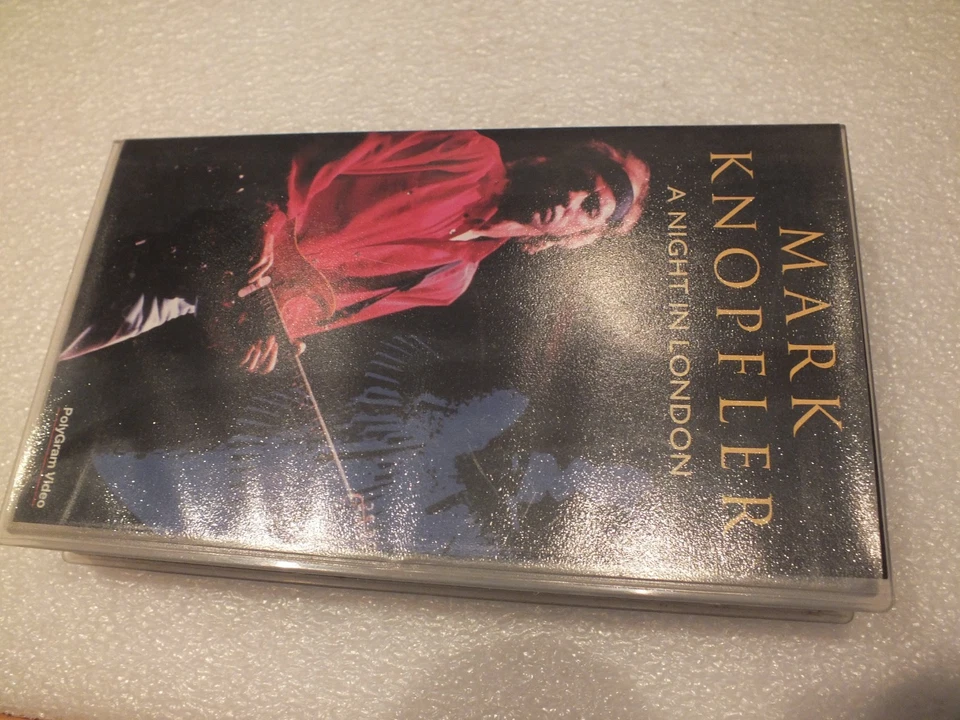 MARK
KNOPFLER
A NIGHT IN LONDON
PolyGram Video